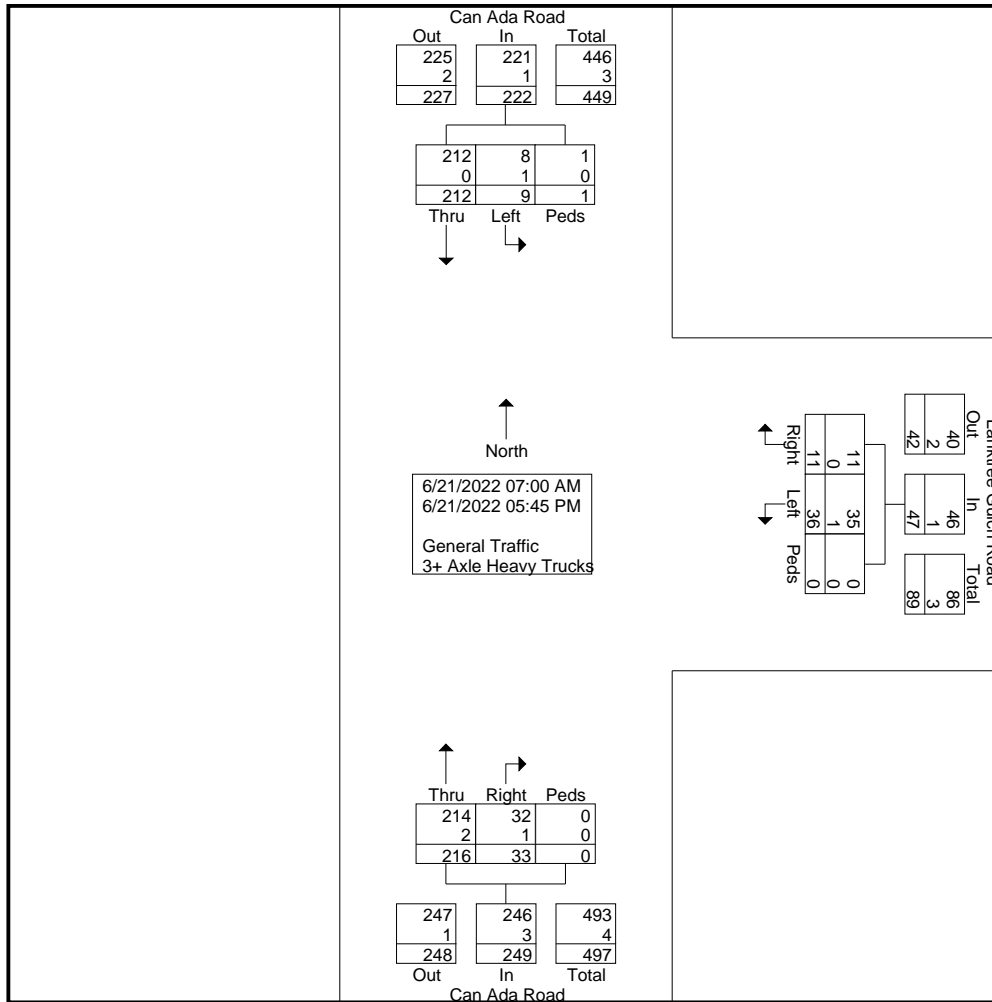 Can Ada Road
Out In Total
225 221 446
2 1 3
227 222 449
212 8 1
0 1 0
212 9 1
Thru Left Peds
North
6/21/2022 07:00 AM
6/21/2022 05:45 PM
General Traffic
3+ Axle Heavy Trucks
Gulch Road
Out In Total
40 46 86
2 1 3
42 47 89
11 35 0
0 1 0
11 36 0
Right Left Peds
Thru Right Peds
214 32 0
2 1 0
216 33 0
247 246 493
1 3 4
248 249 497
Out In Total
Can Ada Road